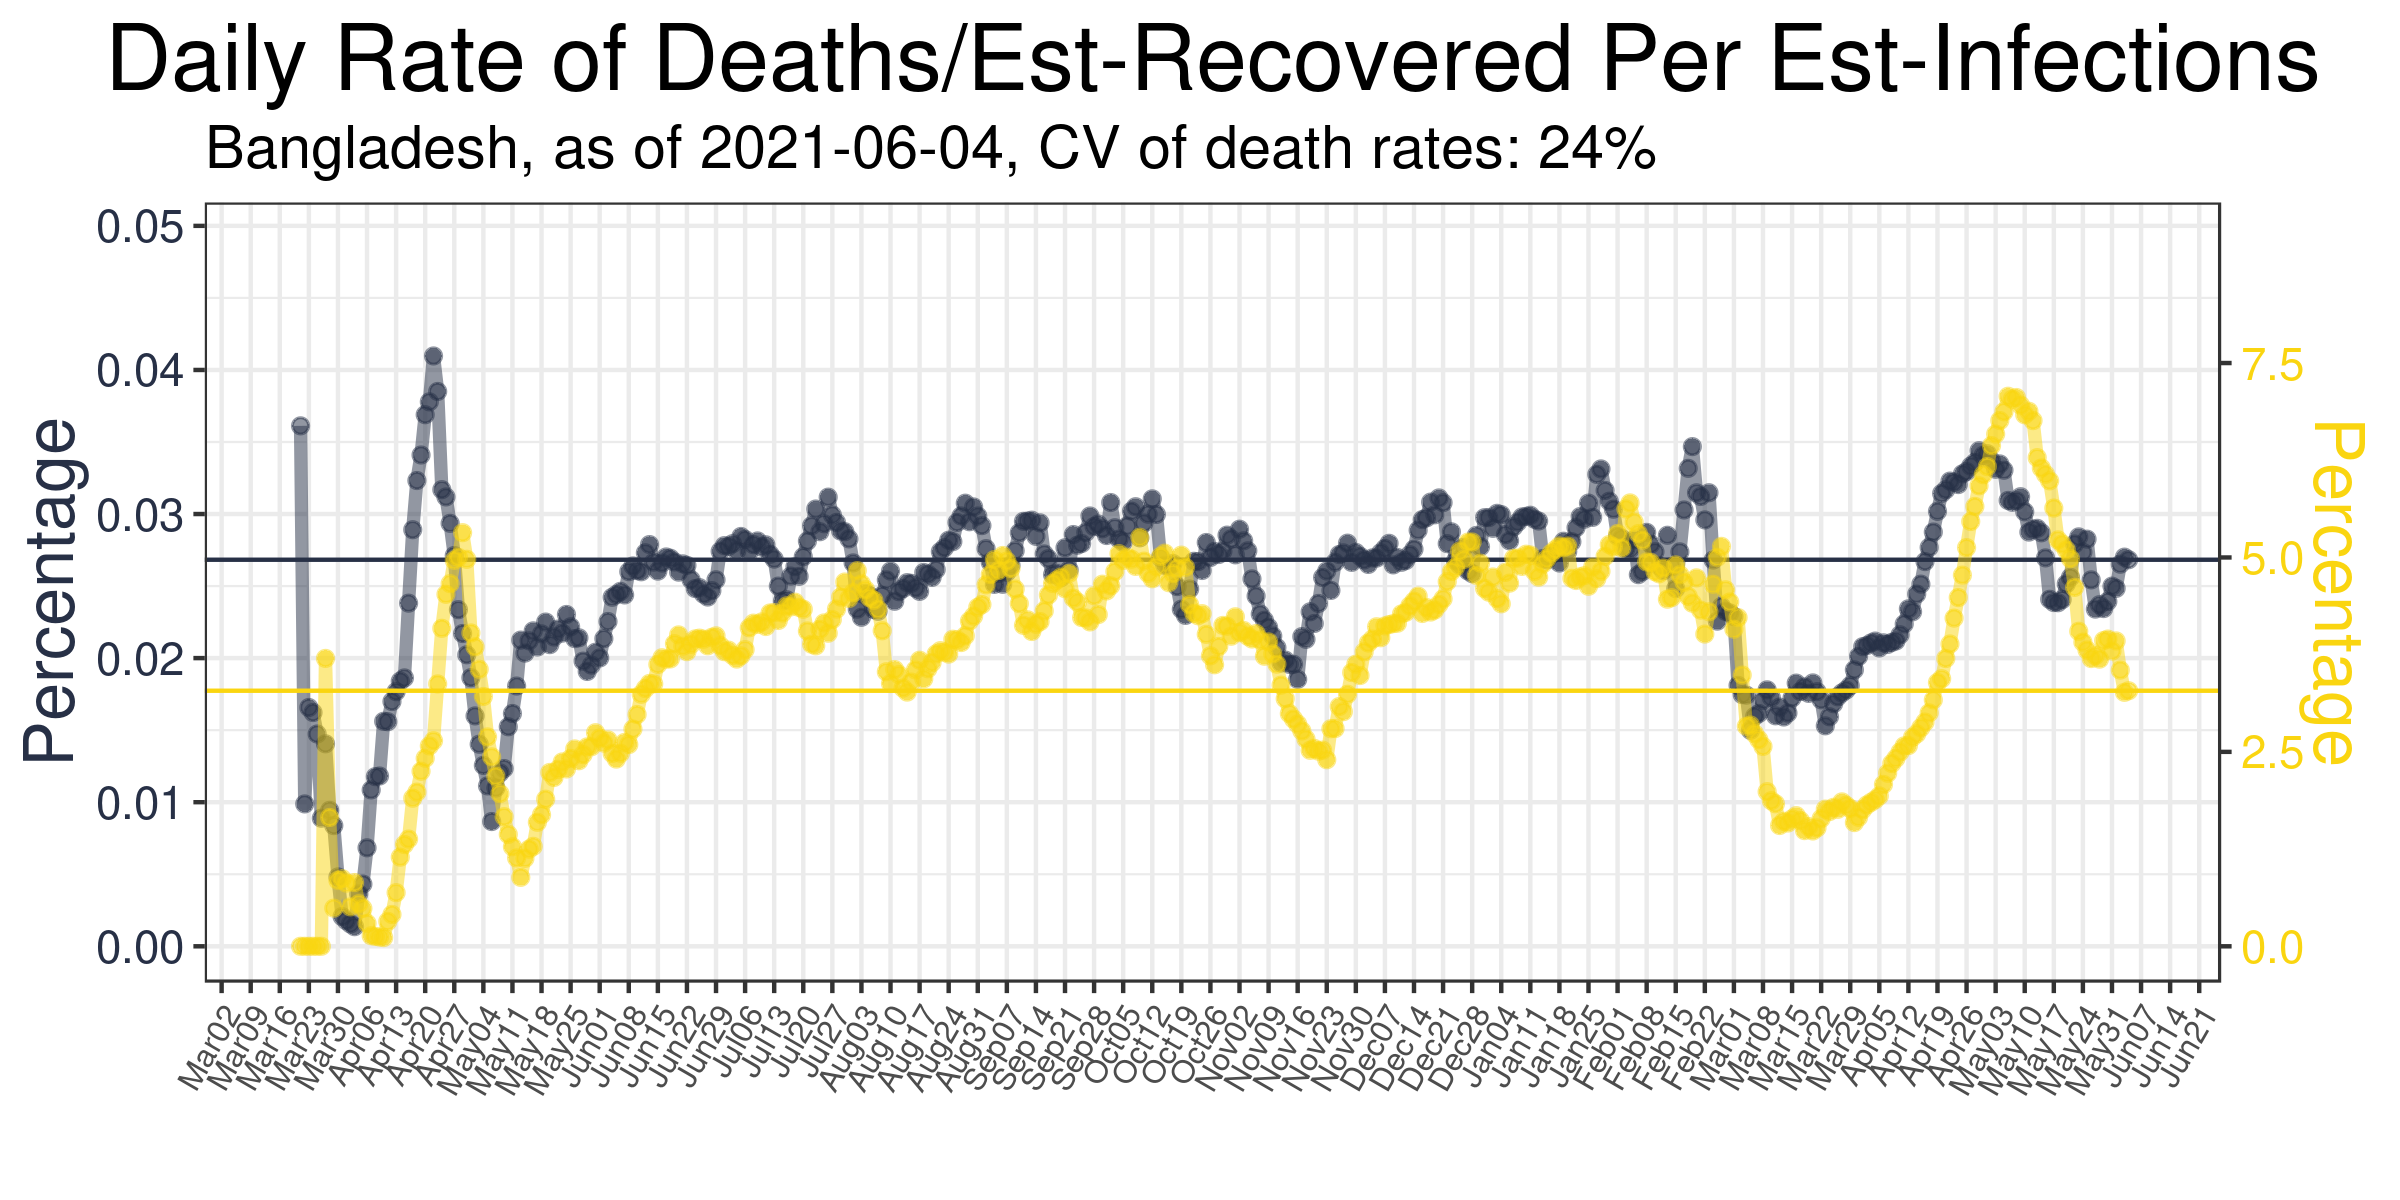 Daily Rate of Deaths/Est-Recovered Per Est-Infections
Bangladesh, as of 2021-06-04, CV of death rates: 24%
Percentage
0.05
0.04
0.03
0.02
0.01
0.00
7.5
5.0
2.5
0.0
Percentage
Mar02
Mar09
Mar16
Mar23
Mar30
Apr06
Apr13
Apr20
Apr27
May04
May11
May18
May25
Jun01
Jun08
Jun15
Jun22
Jun29
Jul06
Jul13
Jul20
Jul27
Aug03
Aug10
Aug17
Aug24
Aug31
Sep07
Sep14
Sep21
Sep28
Oct05
Oct12
Oct19
Oct26
Nov02
Nov09
Nov16
Nov23
Nov30
Dec07
Dec14
Dec21
Dec28
Jan04
Jan11
Jan18
Jan25
Feb01
Feb08
Feb15
Feb22
Mar01
Mar08
Mar15
Mar22
Mar29
Apr05
Apr12
Apr19
Apr26
May03
May10
May17
May24
May31
Jun07
Jun14
Jun21